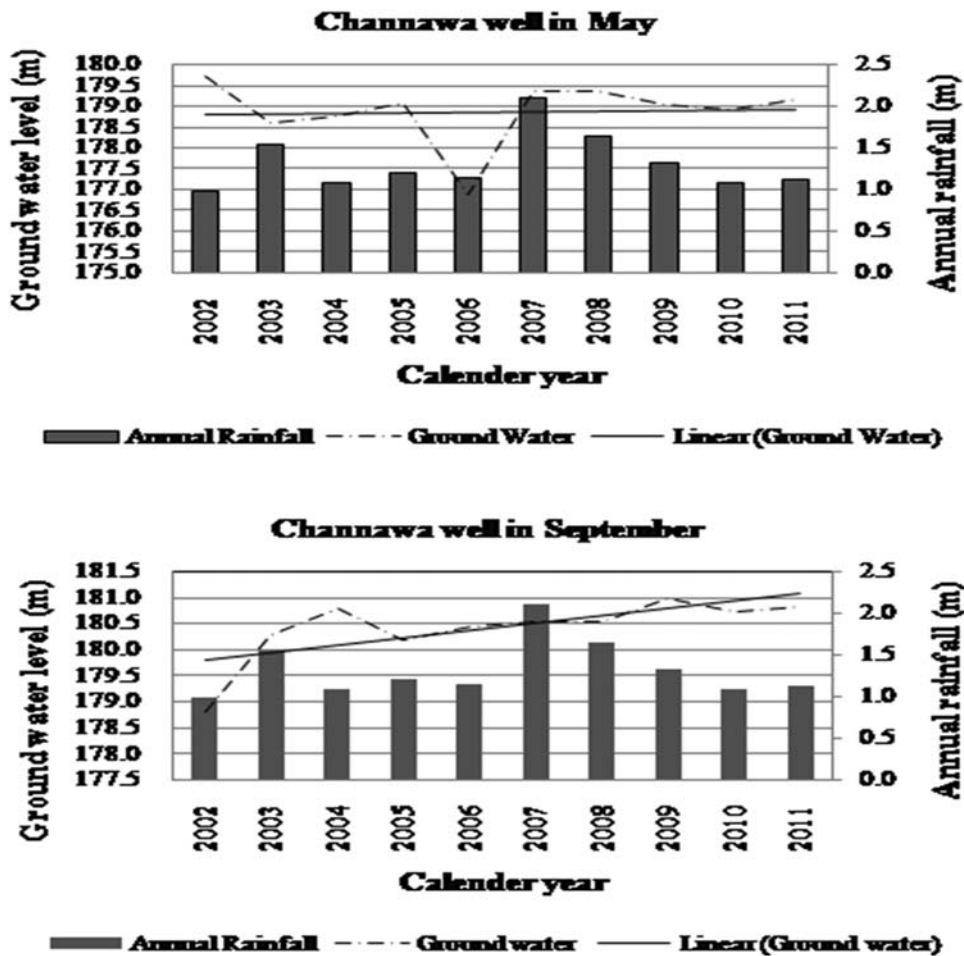 Channawa well in May
Ground water level (m)
180.0
179.5
179.0
178.5
178.0
177.5
177.0
176.5
176.0
175.5
175.0
2.5
2.0
1.5
1.0
0.5
0.0
Annual rainfall (m)
2002 2003 2004 2005 2006 2007 2008 2009 2010 2011
Calender year
Annual Rainfall Ground Water Linear (Ground Water)
Channawa well in September
Ground water level (m)
181.5
181.0
180.5
180.0
179.5
179.0
178.5
178.0
177.5
2.5
2.0
1.5
1.0
0.5
0.0
Annual rainfall (m)
2002 2003 2004 2005 2006 2007 2008 2009 2010 2011
Calender year
Annual Rainfall Ground water Linear (Ground water)